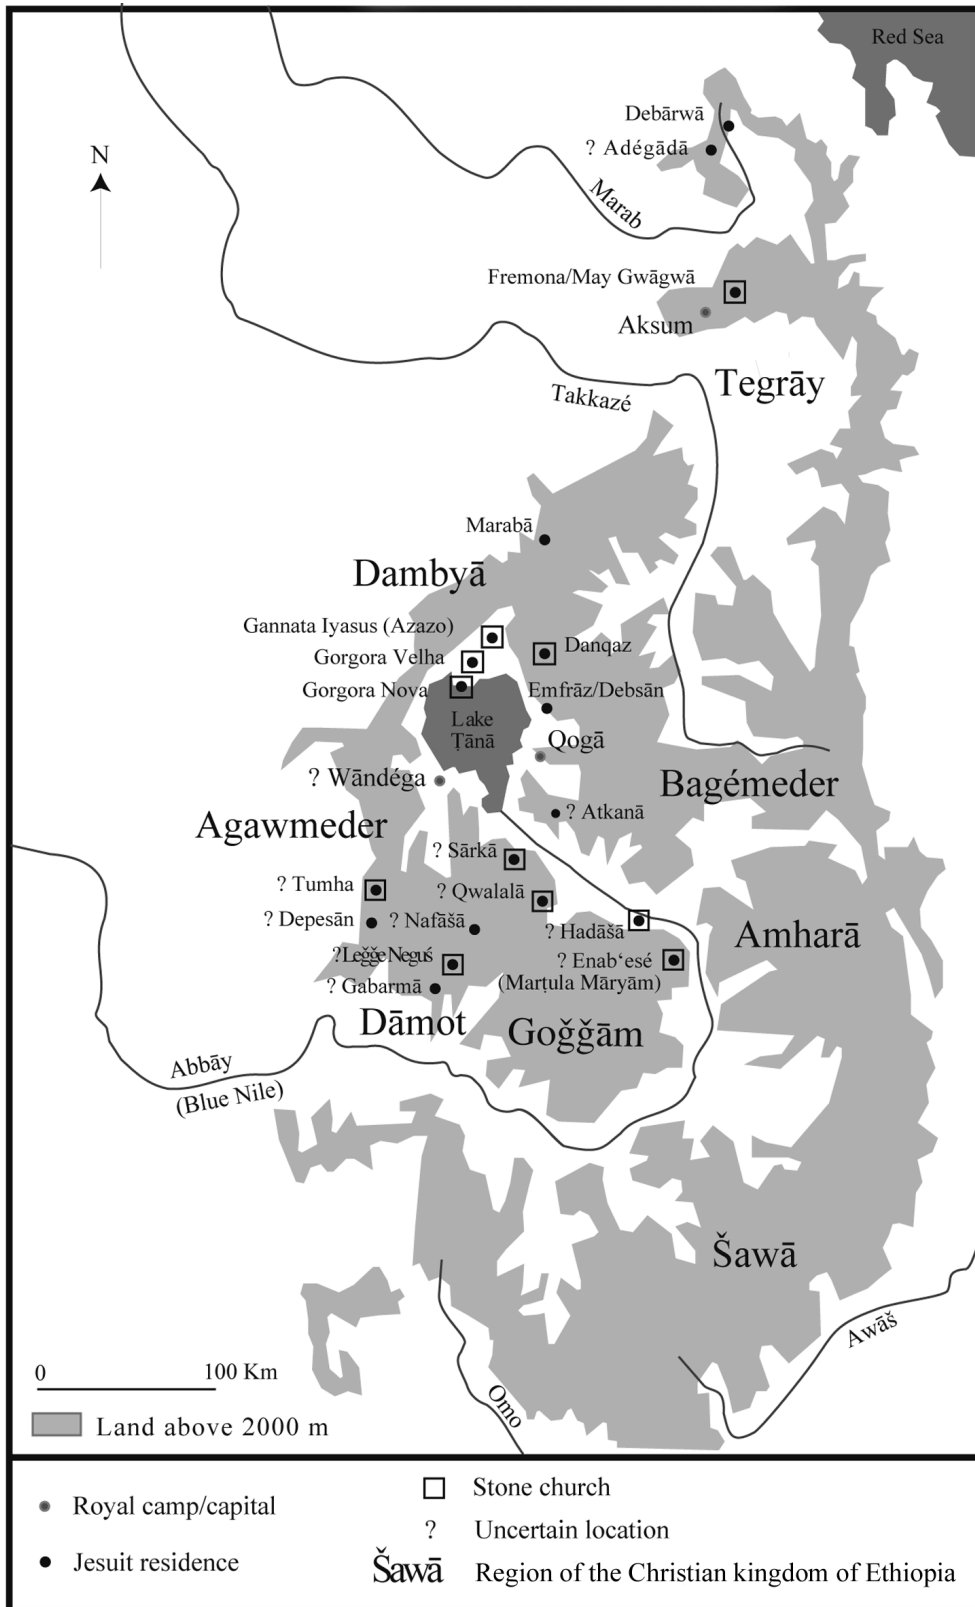 Red Sea
Debārwā
? Adégādā
N
Marab
Fremona/May Gwāgwā
Aksum
Tegrāy
Takkazé
Marabā
Dambyā
Gannata Iyasus (Azazo)
Danqaz
Gorgora Velha
Gorgora Nova
Emfrāz/Debsān
Lake
Ṭānā
Qogā
? Wāndéga
Bagémeder
? Atkanā
Agawmeder
? Sārkā
? Tumha
? Qwalalā
? Depesān
? Nafāšā
? Hadāšā
Amharā
?Leǧǧe Neguś
? Enab‘esé
(Marṭula Māryām)
? Gabarmā
Dāmot
Goǧǧām
Abbāy
(Blue Nile)
Šawā
Awāš
0 100 Km
Omo
Land above 2000 m
Royal camp/capital
Jesuit residence
Stone church
? Uncertain location
Šawā Region of the Christian kingdom of Ethiopia